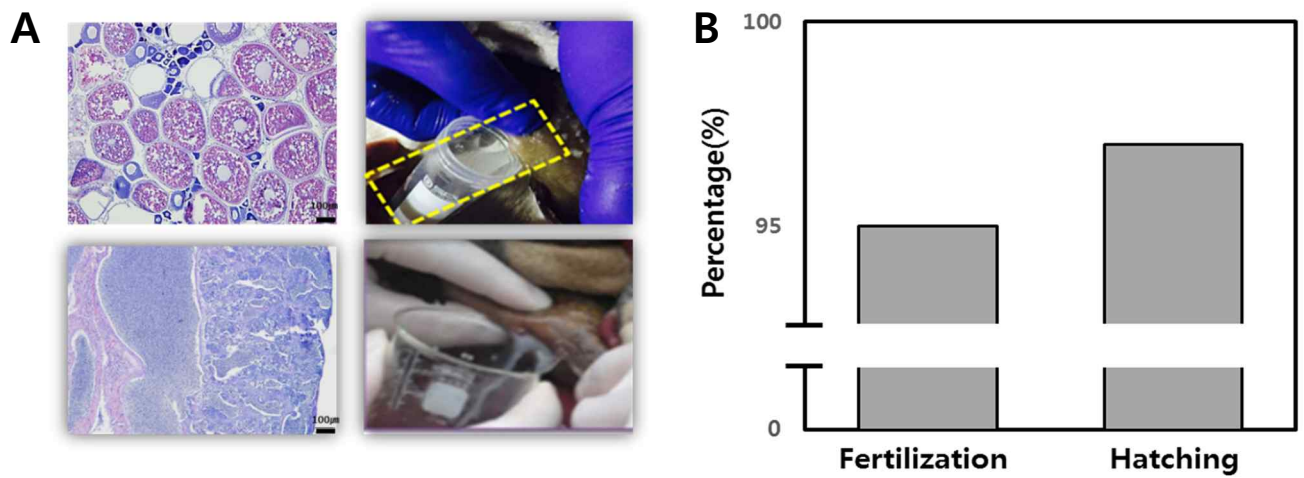 A
100μm
100μm
B
Percentage(%)
100
95
0
Fertilization
Hatching